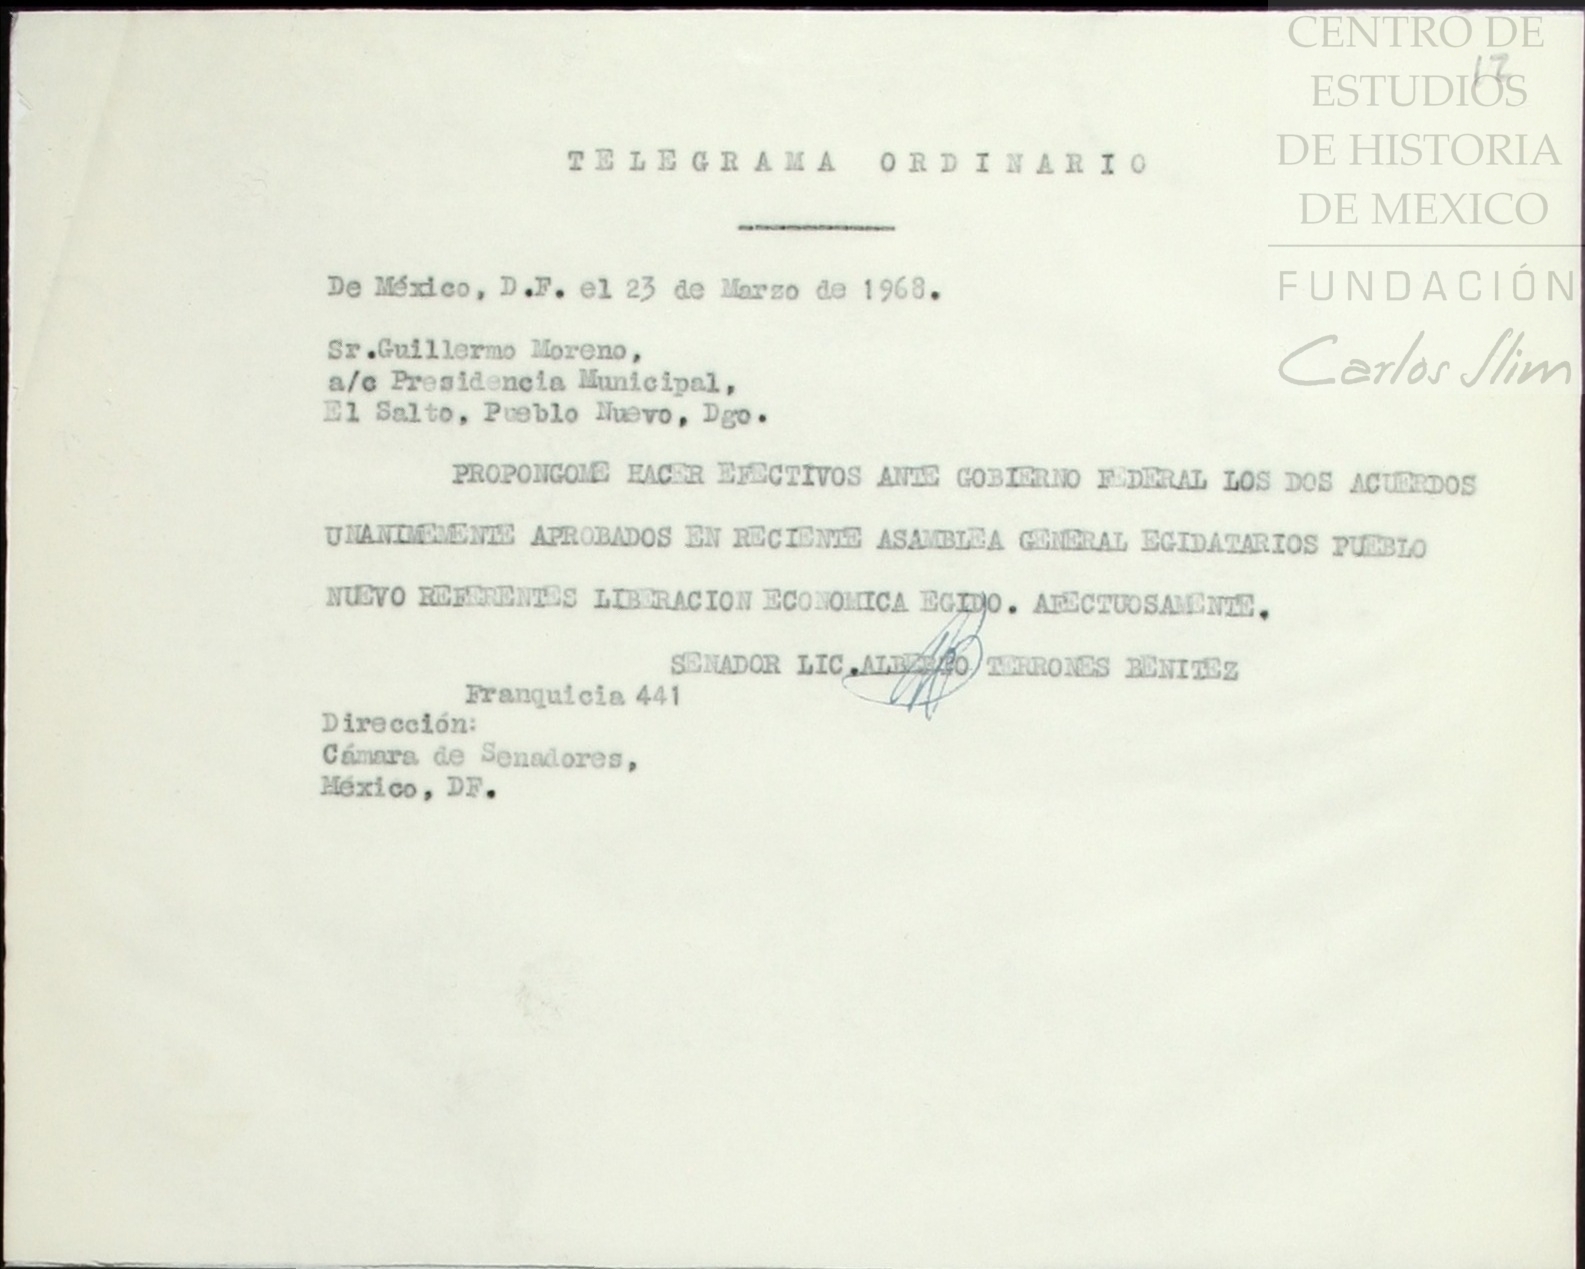 CENTRO DE
ESTUDIOS
DE HISTORIA
DE MEXICO
FUNDACIÓN
Carlos Slim
12
TELEGRAMA ORDINARIO
De México, D.F. el 23 de Marzo de 1968.
Sr.Guillermo Moreno,
a/c Presidencia Municipal,
El Salto, Pueblo Nuevo, Dgo.
PROPONGOME HACER EFECTIVOS ANTE GOBIERNO FEDERAL LOS DOS ACUERDOS
UNANIMEMENTE APROBADOS EN RECIENTE ASAMBLEA GENERAL EGIDATARIOS PUEBLO
NUEVO REFERENTES LIBERACION ECONOMICA EGIDO. AFECTUOSAMENTE.
SENADOR LIC.ALBERTO TERRONES BENITEZ
Franquicia 441
Dirección:
Cámara de Senadores,
México, DF.